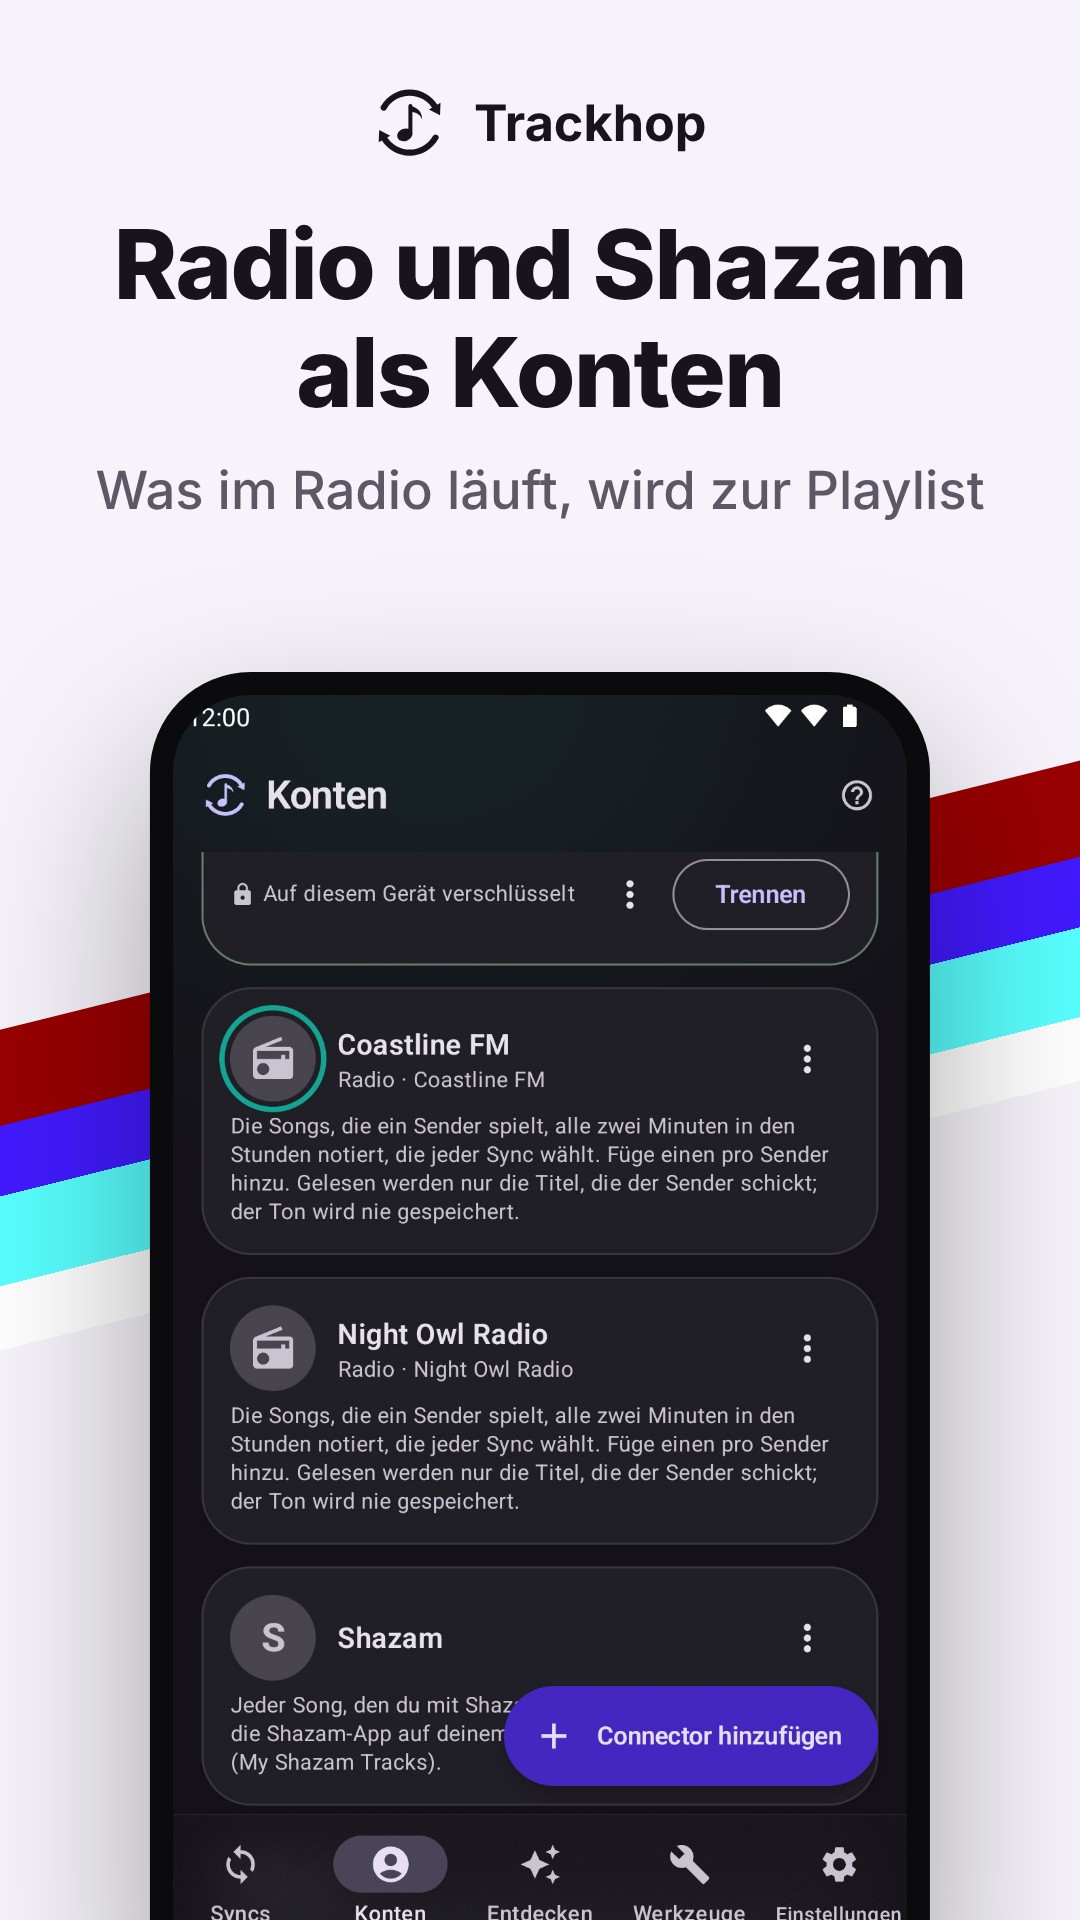 Trackhop
Radio und Shazam
als Konten
Was im Radio läuft, wird zur Playlist
12:00
Konten
Auf diesem Gerät verschlüsselt
Trennen
Coastline FM
Radio · Coastline FM
Die Songs, die ein Sender spielt, alle zwei Minuten in den
Stunden notiert, die jeder Sync wählt. Füge einen pro Sender
hinzu. Gelesen werden nur die Titel, die der Sender schickt;
der Ton wird nie gespeichert.
Night Owl Radio
Radio · Night Owl Radio
Die Songs, die ein Sender spielt, alle zwei Minuten in den
Stunden notiert, die jeder Sync wählt. Füge einen pro Sender
hinzu. Gelesen werden nur die Titel, die der Sender schickt;
der Ton wird nie gespeichert.
S
Shazam
Jeder Song, den du mit
die Shazam-App auf deinem
(My Shazam Tracks).
Connector hinzufügen
Syncs
Konten
Entdecken
Werkzeuge
Einstellungen